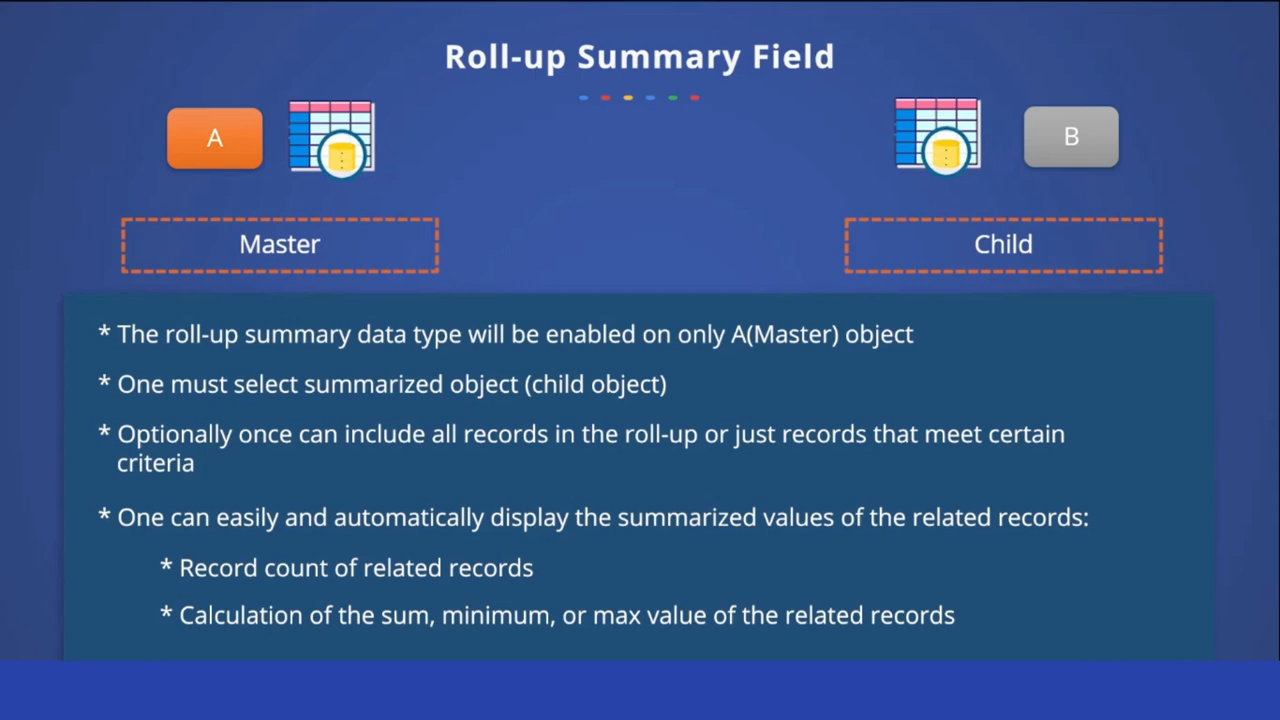 Roll-up Summary Field
A
B
Master
Child
* The roll-up summary data type will be enabled on only A(Master) object
* One must select summarized object (child object)
* Optionally once can include all records in the roll-up or just records that meet certain
criteria
* One can easily and automatically display the summarized values of the related records:
* Record count of related records
* Calculation of the sum, minimum, or max value of the related records